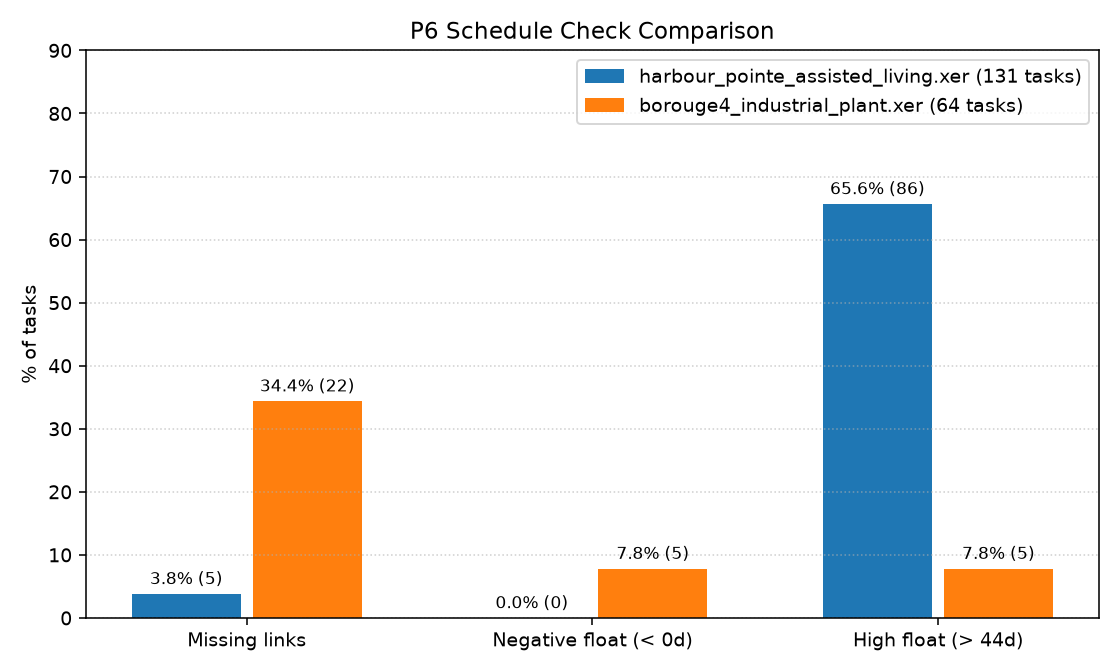 P6 Schedule Check Comparison
harbour_pointe_assisted_living.xer (131 tasks)
borouge4_industrial_plant.xer (64 tasks)
% of tasks
90
80
70
60
50
40
30
20
10
0
3.8% (5)
34.4% (22)
0.0% (0)
7.8% (5)
65.6% (86)
7.8% (5)
Missing links
Negative float (< 0d)
High float (> 44d)